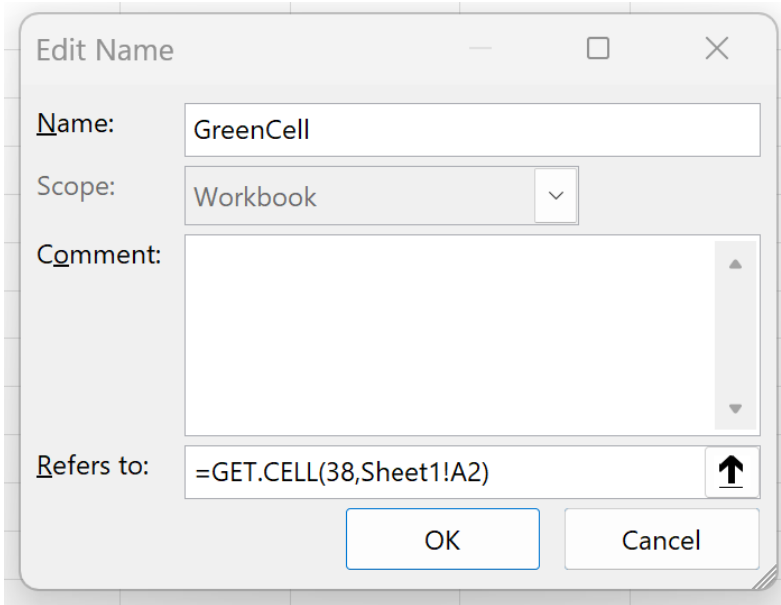 Edit Name
Name: GreenCell
Scope: Workbook
Comment:
Refers to: =GET.CELL(38,Sheet1!A2)
OK Cancel